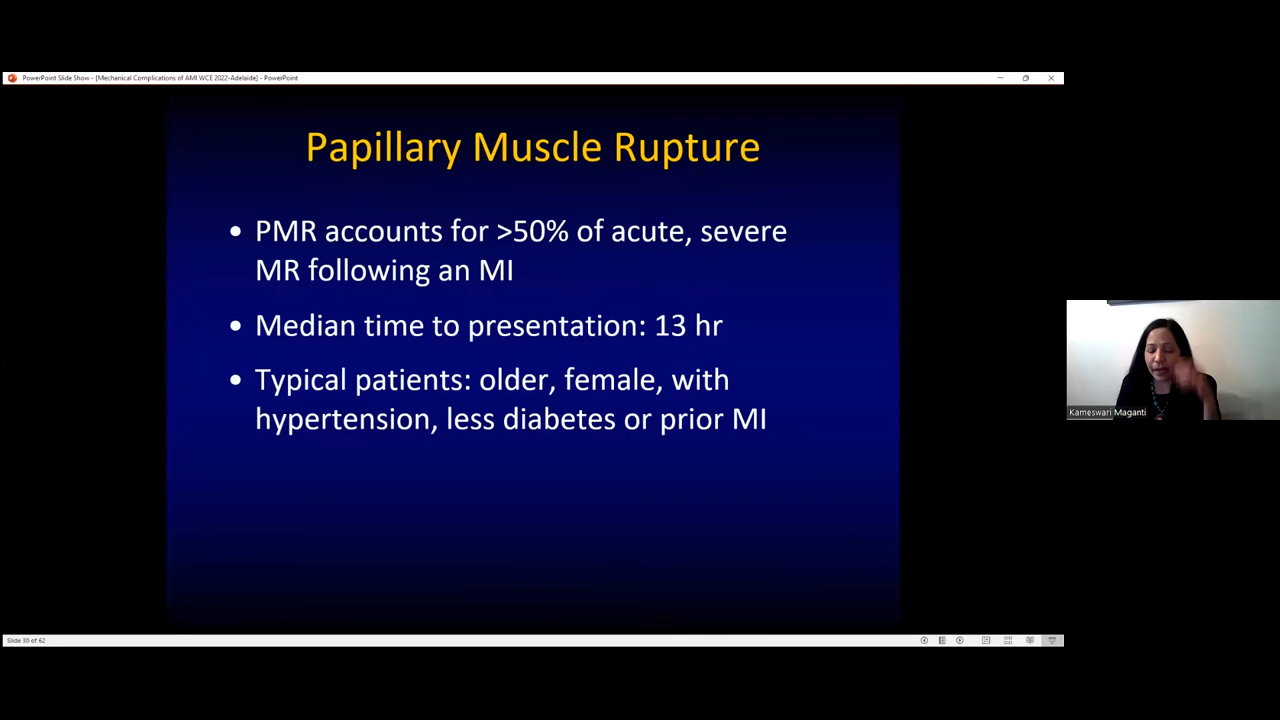 PowerPoint Slide Show - [Mechanical Complications of AMI WCE 2022-Adelaide] - PowerPoint
Papillary Muscle Rupture
• PMR accounts for >50% of acute, severe
MR following an MI
• Median time to presentation: 13 hr
• Typical patients: older, female, with
hypertension, less diabetes or prior MI
Kameswari Maganti
Slide 30 of 62